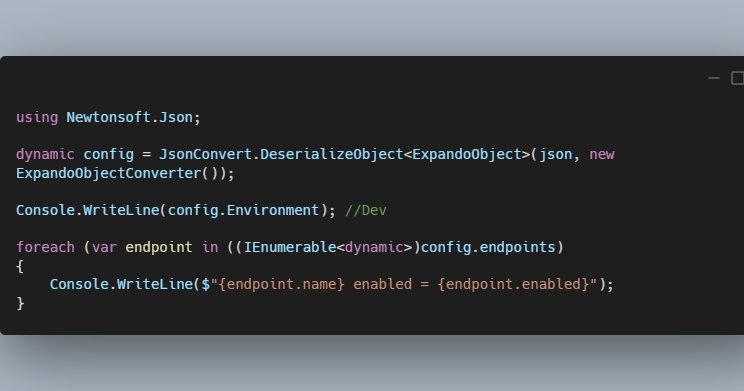 using Newtonsoft.Json;
dynamic config = JsonConvert.DeserializeObject<ExpandoObject>(json, new
ExpandoObjectConverter());
Console.WriteLine(config.Environment); //Dev
foreach (var endpoint in ((IEnumerable<dynamic>)config.endpoints)
{
    Console.WriteLine($"{endpoint.name} enabled = {endpoint.enabled}");
}